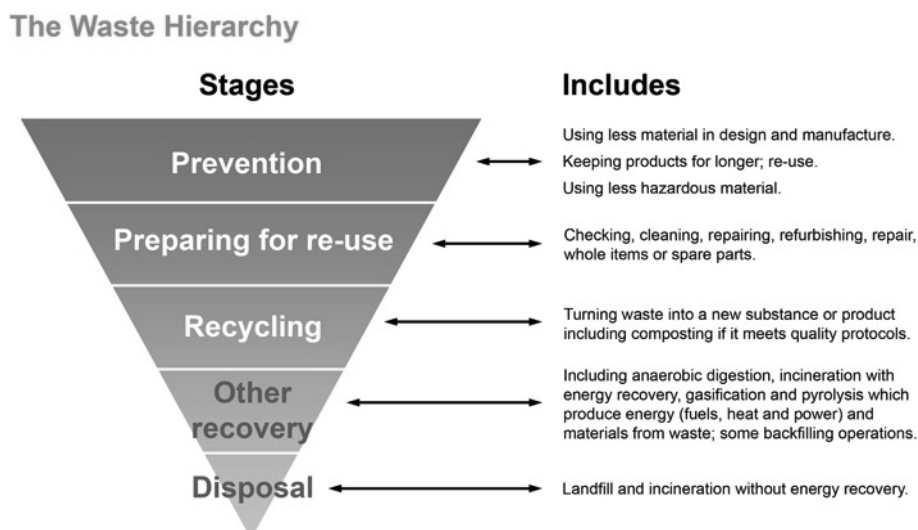 The Waste Hierarchy
Stages
Includes
Prevention
Using less material in design and manufacture.
Keeping products for longer; re-use.
Using less hazardous material.
Preparing for re-use
Checking, cleaning, repairing, refurbishing, repair,
whole items or spare parts.
Recycling
Turning waste into a new substance or product
including composting if it meets quality protocols.
Other
recovery
Including anaerobic digestion, incineration with
energy recovery, gasification and pyrolysis which
produce energy (fuels, heat and power) and
materials from waste; some backfilling operations.
Disposal
Landfill and incineration without energy recovery.